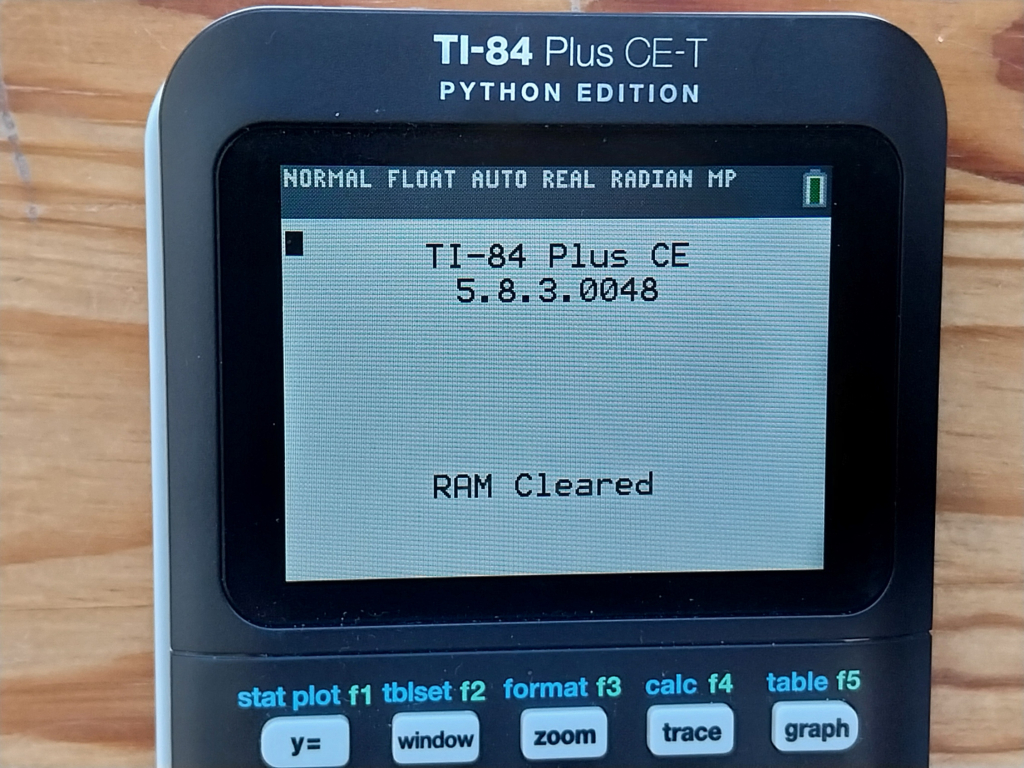 TI-84 Plus CE-T
PYTHON EDITION
NORMAL FLOAT AUTO REAL RADIAN MP
TI-84 Plus CE
5.8.3.0048
RAM Cleared
stat plot f1 tblset f2 format f3 calc f4 table f5
y= window zoom trace graph